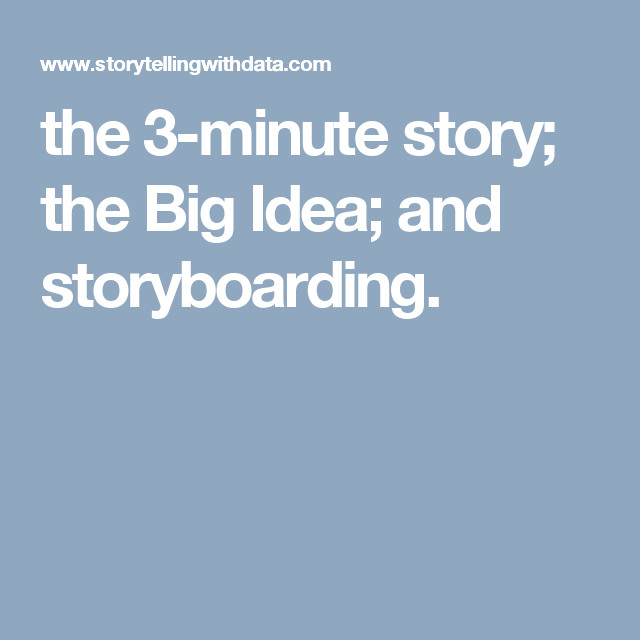 www.storytellingwithdata.com
the 3-minute story;
the Big Idea; and
storyboarding.